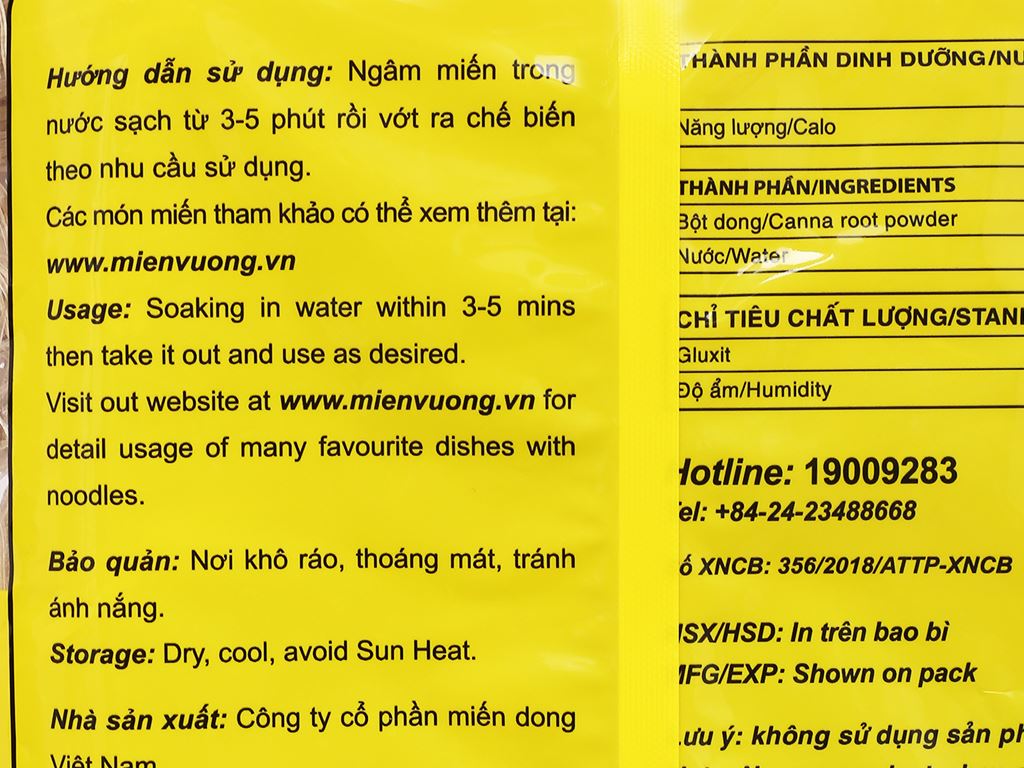 Hướng dẫn sử dụng: Ngâm miến trong
nước sạch từ 3-5 phút rồi vớt ra chế biến
theo nhu cầu sử dụng.
Các món miến tham khảo có thể xem thêm tại:
www.mienvuong.vn
Usage: Soaking in water within 3-5 mins
then take it out and use as desired.
Visit out website at www.mienvuong.vn for
detail usage of many favourite dishes with
noodles.
Bảo quản: Nơi khô ráo, thoáng mát, tránh
ánh nắng.
Storage: Dry, cool, avoid Sun Heat.
Nhà sản xuất: Công ty cổ phần miến dong
Việt Nam
THÀNH PHẦN DINH DƯỠNG/NU
Năng lượng/Calo
THÀNH PHẦN/INGREDIENTS
Bột dong/Canna root powder
Nước/Water
CHỈ TIÊU CHẤT LƯỢNG/STAN
Gluxit
Độ ẩm/Humidity
Hotline: 19009283
Tel: +84-24-23488668
ố XNCB: 356/2018/ATTP-XNCB
NSX/HSD: In trên bao bì
MFG/EXP: Shown on pack
Lưu ý: không sử dụng sản ph